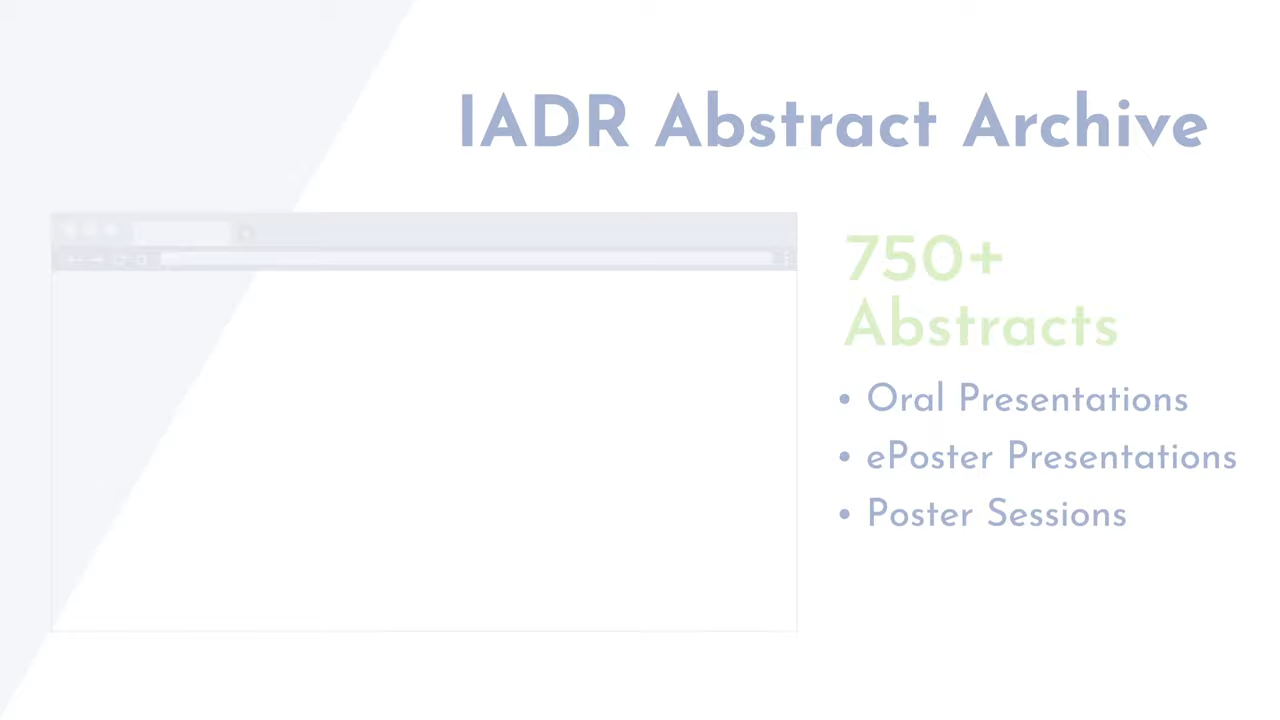 IADR Abstract Archive
750+
Abstracts
• Oral Presentations
• ePoster Presentations
• Poster Sessions